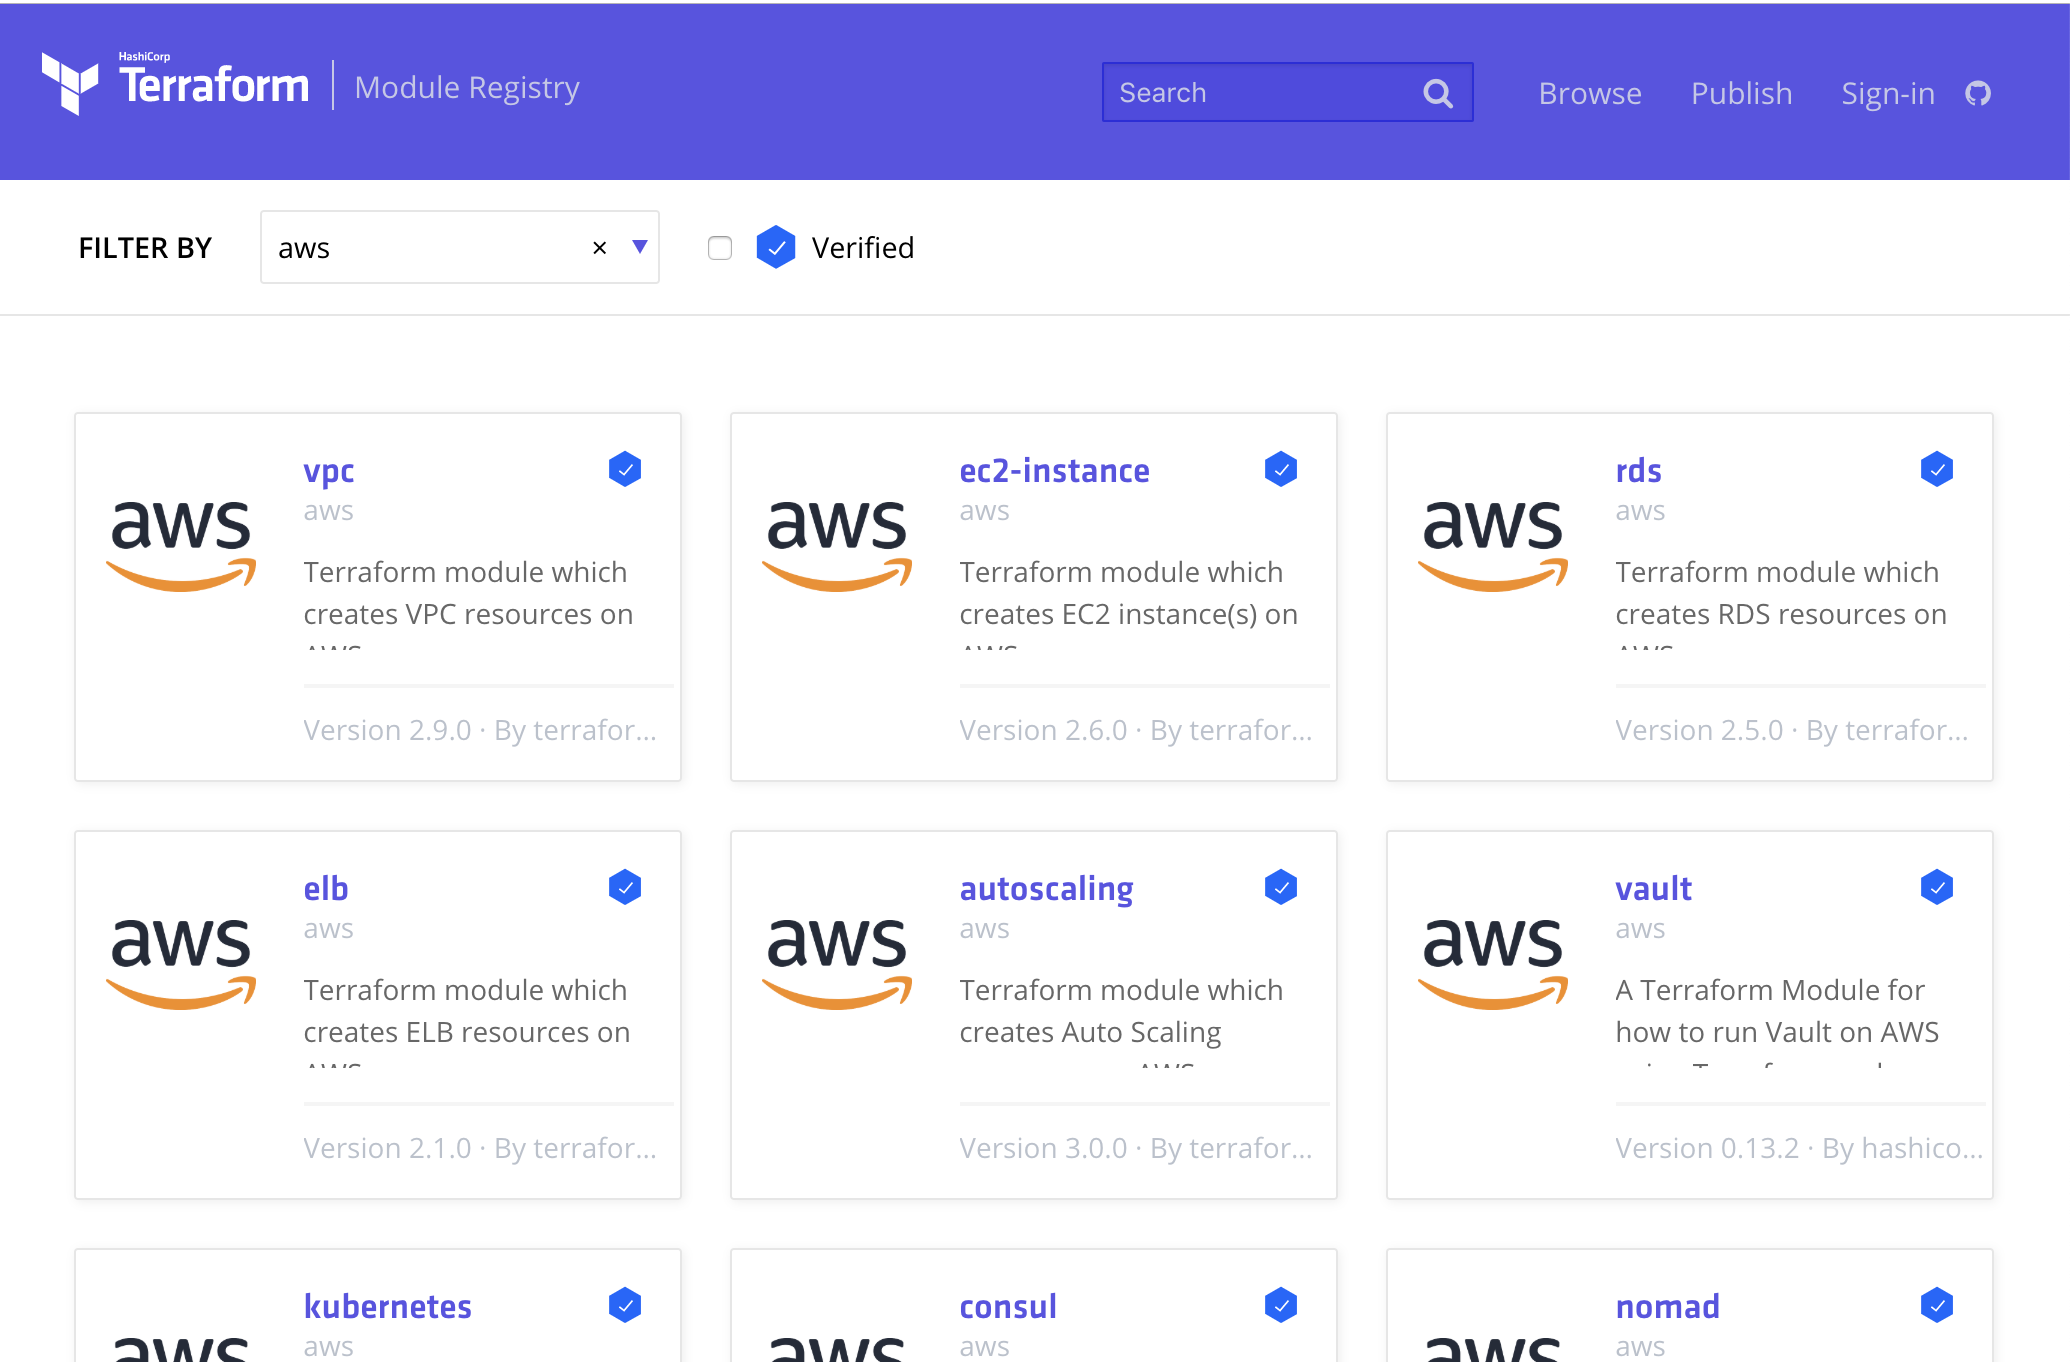 HashiCorp
Terraform
Module Registry
Search
Browse
Publish
Sign-in
FILTER BY
aws
×
Verified
aws
vpc
aws
Terraform module which
creates VPC resources on
AWS
Version 2.9.0 · By terrafor...
aws
ec2-instance
aws
Terraform module which
creates EC2 instance(s) on
AWS
Version 2.6.0 · By terrafor...
aws
rds
aws
Terraform module which
creates RDS resources on
AWS
Version 2.5.0 · By terrafor...
aws
elb
aws
Terraform module which
creates ELB resources on
AWS
Version 2.1.0 · By terrafor...
aws
autoscaling
aws
Terraform module which
creates Auto Scaling
AWS
Version 3.0.0 · By terrafor...
aws
vault
aws
A Terraform Module for
how to run Vault on AWS
Version 0.13.2 · By hashico...
aws
kubernetes
aws
aws
consul
aws
aws
nomad
aws